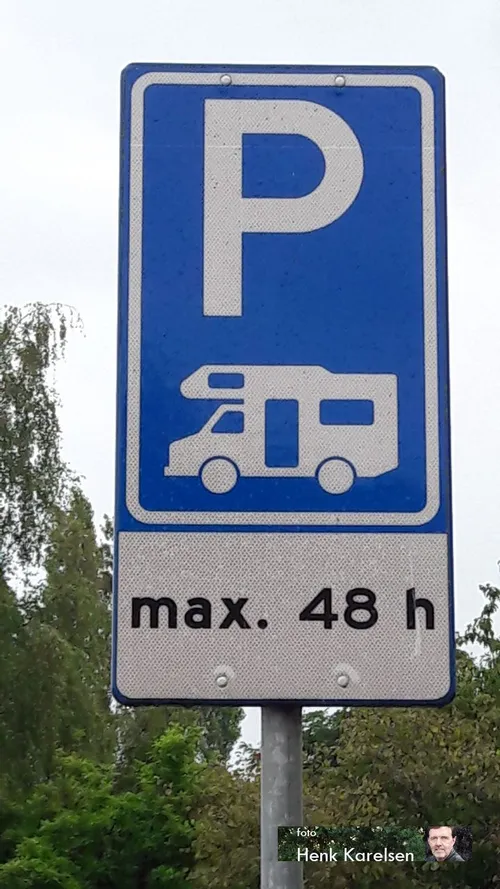 P
max. 48 h
foto
Henk Karelsen